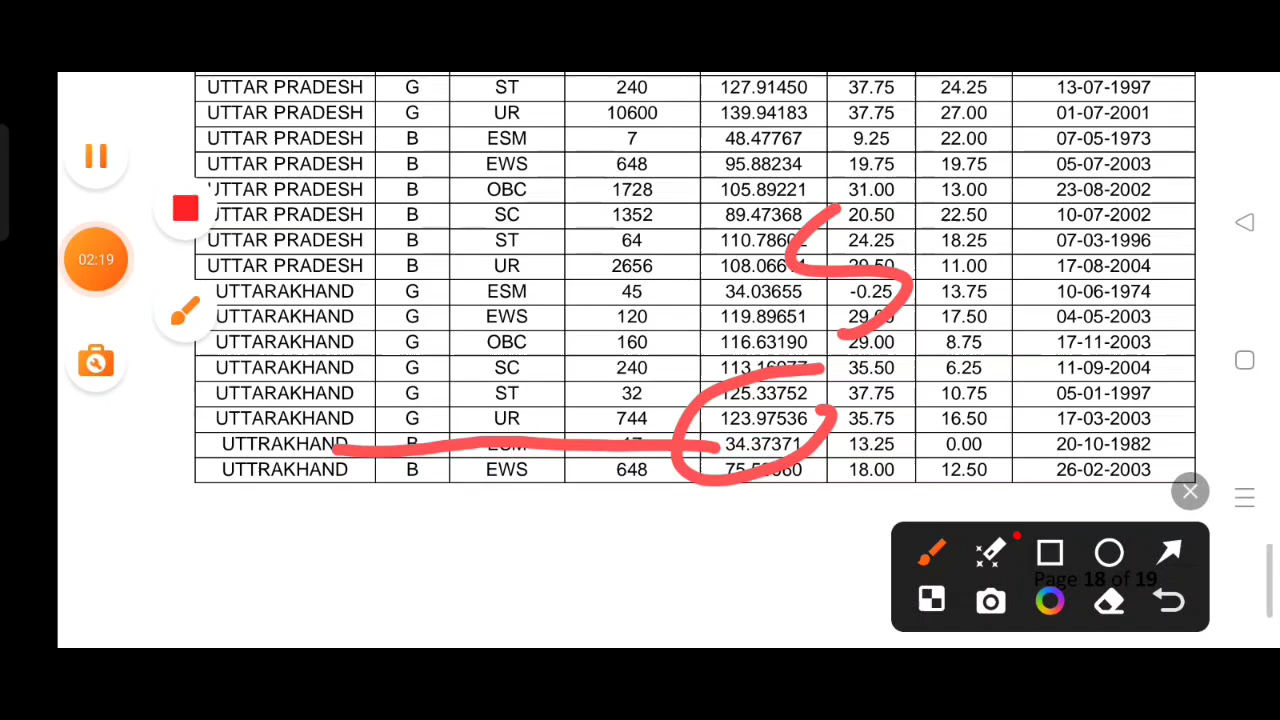 UTTAR PRADESH G ST 240 127.91450 37.75 24.25 13-07-1997
UTTAR PRADESH G UR 10600 139.94183 37.75 27.00 01-07-2001
UTTAR PRADESH B ESM 7 48.47767 9.25 22.00 07-05-1973
UTTAR PRADESH B EWS 648 95.88234 19.75 19.75 05-07-2003
UTTAR PRADESH B OBC 1728 105.89221 31.00 13.00 23-08-2002
UTTAR PRADESH B SC 1352 89.47368 20.50 22.50 10-07-2002
UTTAR PRADESH B ST 64 24.25 18.25 07-03-1996
UTTAR PRADESH B UR 2656 11.00 17-08-2004
UTTARAKHAND G ESM 45 34.03655 -0.25 13.75 10-06-1974
UTTARAKHAND G EWS 120 119.89651 17.50 04-05-2003
UTTARAKHAND G OBC 160 116.63190 29.00 8.75 17-11-2003
UTTARAKHAND G SC 240 35.50 6.25 11-09-2004
UTTARAKHAND G ST 32 125.33752 37.75 10.75 05-01-1997
UTTARAKHAND G UR 744 123.97536 35.75 16.50 17-03-2003
UTTRAKHAND B ESM 34.37371 13.25 0.00 20-10-1982
UTTRAKHAND B EWS 648 18.00 12.50 26-02-2003
02:19
Page 18 of 19